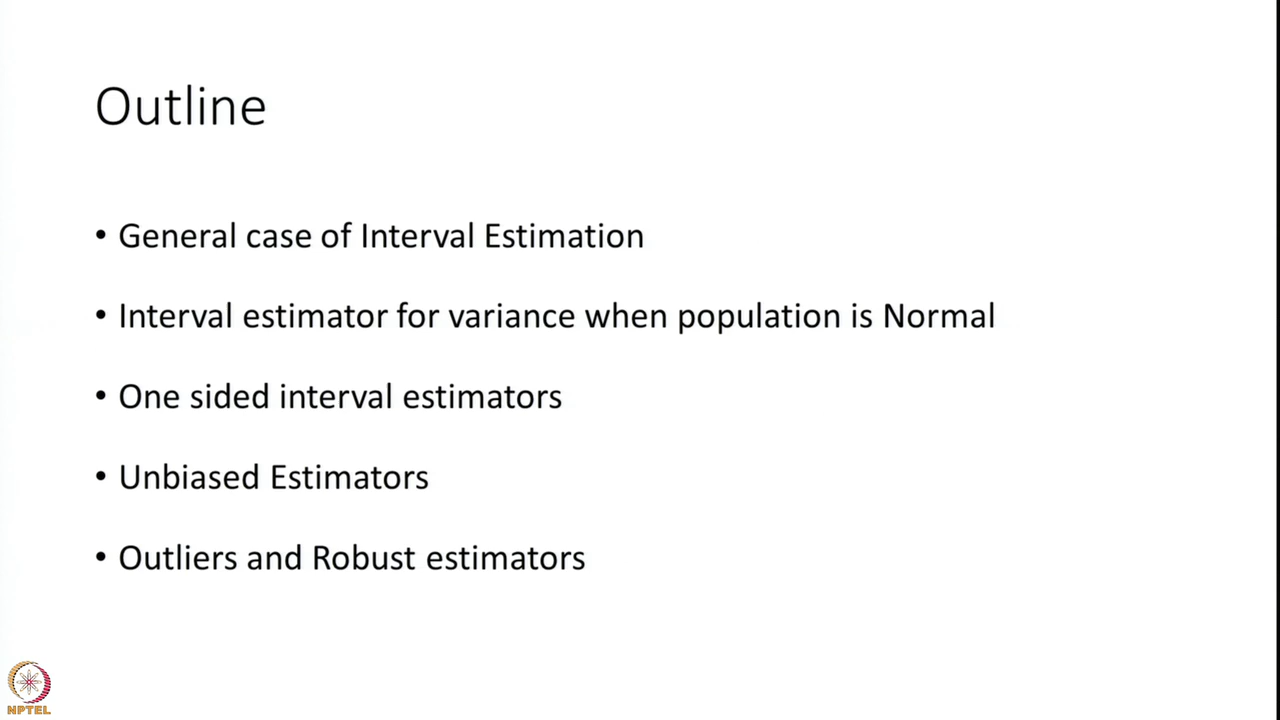 Outline
• General case of Interval Estimation
• Interval estimator for variance when population is Normal
• One sided interval estimators
• Unbiased Estimators
• Outliers and Robust estimators
NPTEL